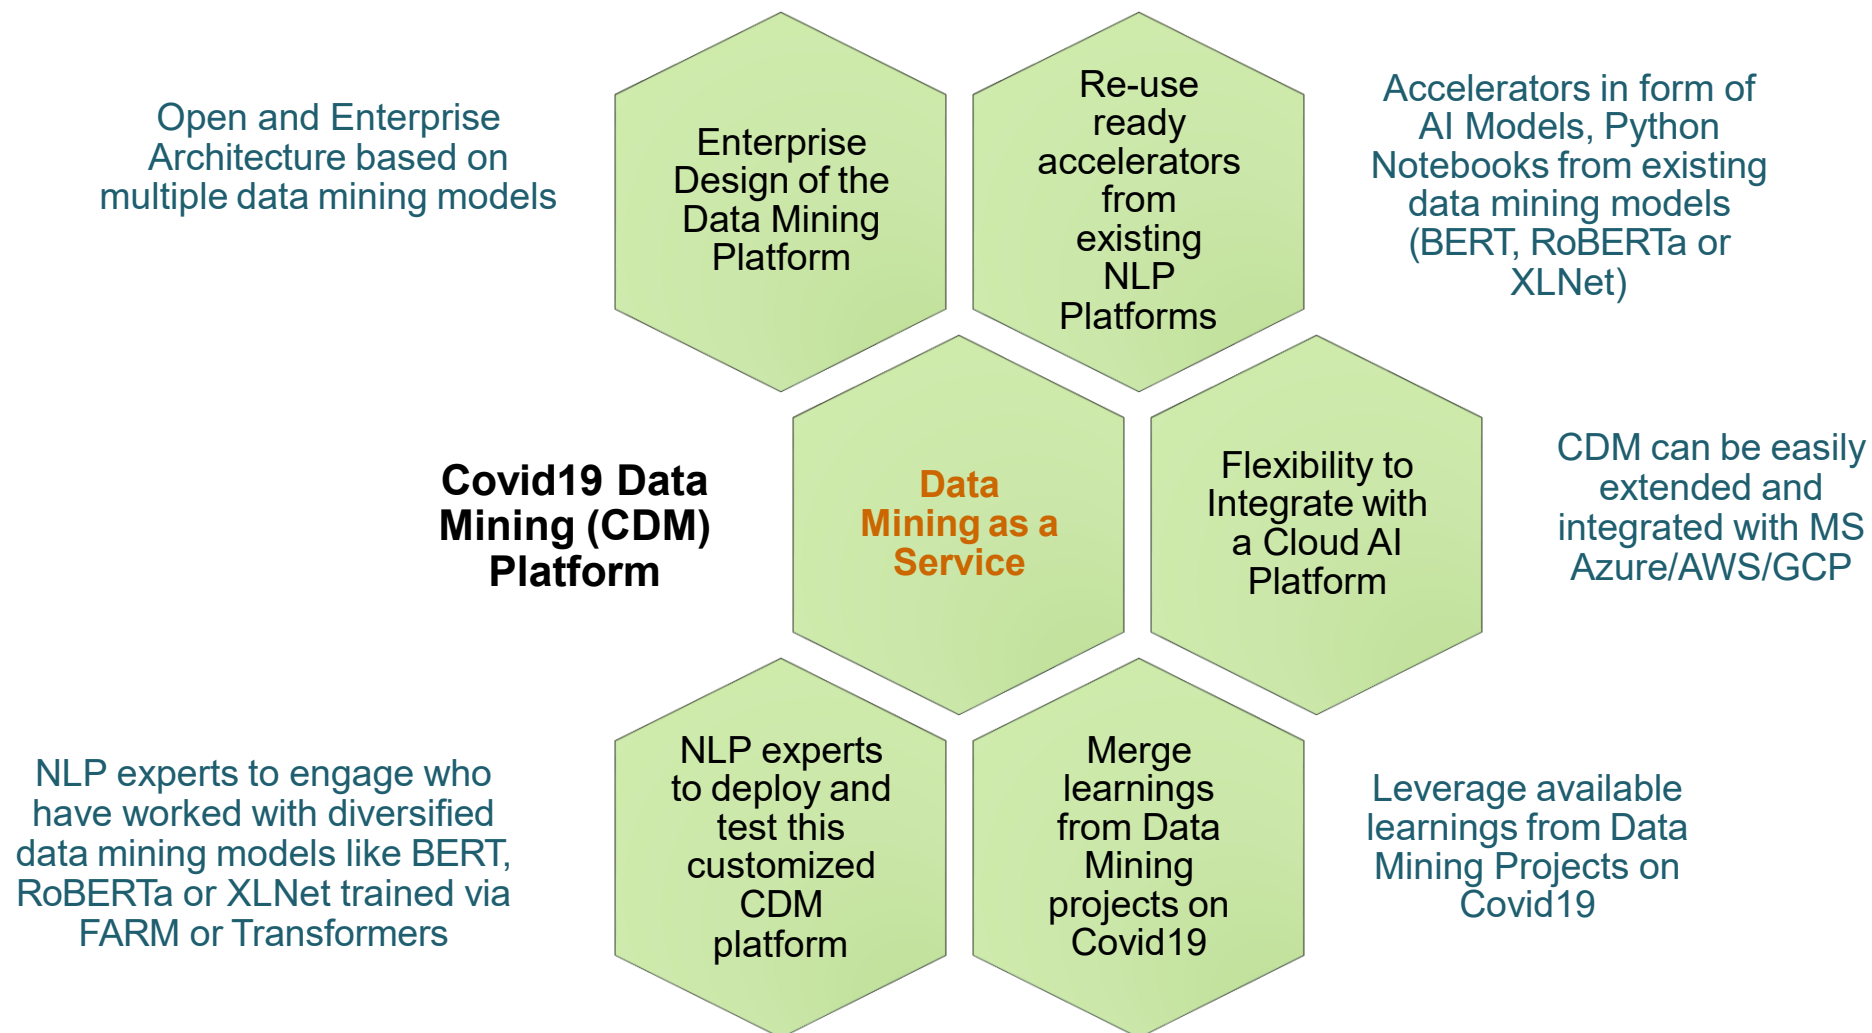 Open and Enterprise
Architecture based on
multiple data mining models
Enterprise
Design of the
Data Mining
Platform
Re-use
ready
accelerators
from
existing
NLP
Platforms
Accelerators in form of
AI Models, Python
Notebooks from existing
data mining models
(BERT, RoBERTa or
XLNet)
Covid19 Data
Mining (CDM)
Platform
Data
Mining as a
Service
Flexibility to
Integrate with
a Cloud AI
Platform
CDM can be easily
extended and
integrated with MS
Azure/AWS/GCP
NLP experts to engage who
have worked with diversified
data mining models like BERT,
RoBERTa or XLNet trained via
FARM or Transformers
NLP experts
to deploy and
test this
customized
CDM
platform
Merge
learnings
from Data
Mining
projects on
Covid19
Leverage available
learnings from Data
Mining Projects on
Covid19